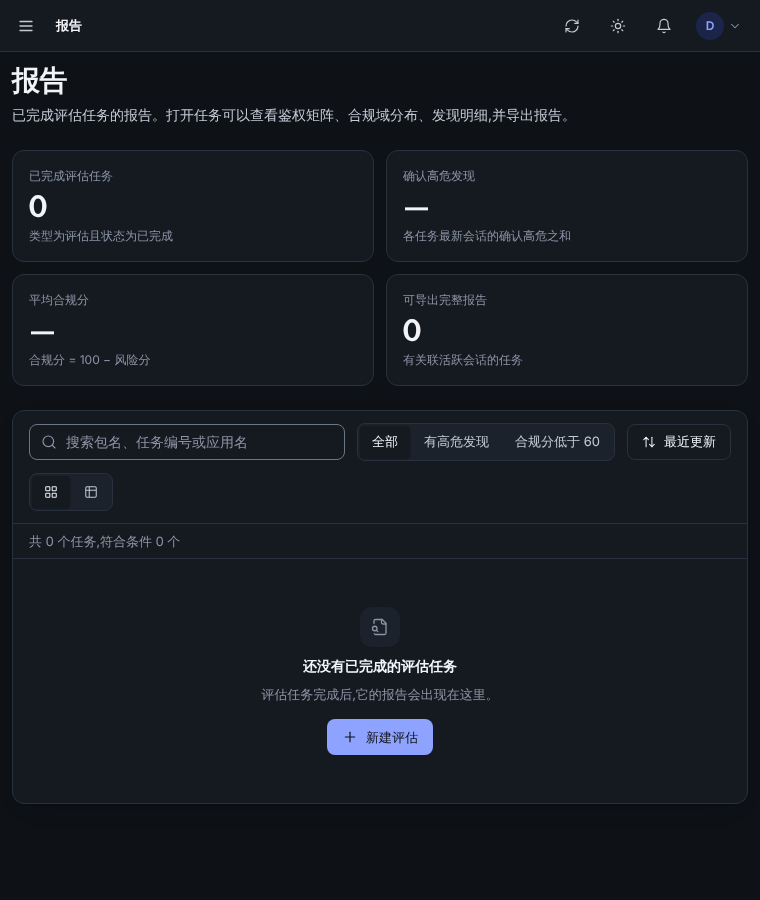 报告
D
报告
已完成评估任务的报告。打开任务可以查看鉴权矩阵、合规域分布、发现明细,并导出报告。
已完成评估任务
0
类型为评估且状态为已完成
确认高危发现
—
各任务最新会话的确认高危之和
平均合规分
—
合规分 = 100 − 风险分
可导出完整报告
0
有关联活跃会话的任务
搜索包名、任务编号或应用名
全部 有高危发现 合规分低于 60
最近更新
共 0 个任务,符合条件 0 个
还没有已完成的评估任务
评估任务完成后,它的报告会出现在这里。
新建评估